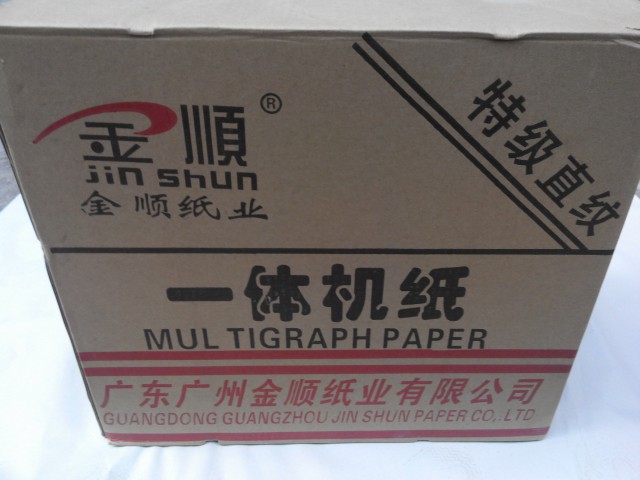 金順®
jin shun
金顺纸业
特级直纹
一体机纸
MUL TIGRAPH PAPER
广东广州金顺纸业有限公司
GUANGDONG GUANGZHOU JIN SHUN PAPER CO,.LTD